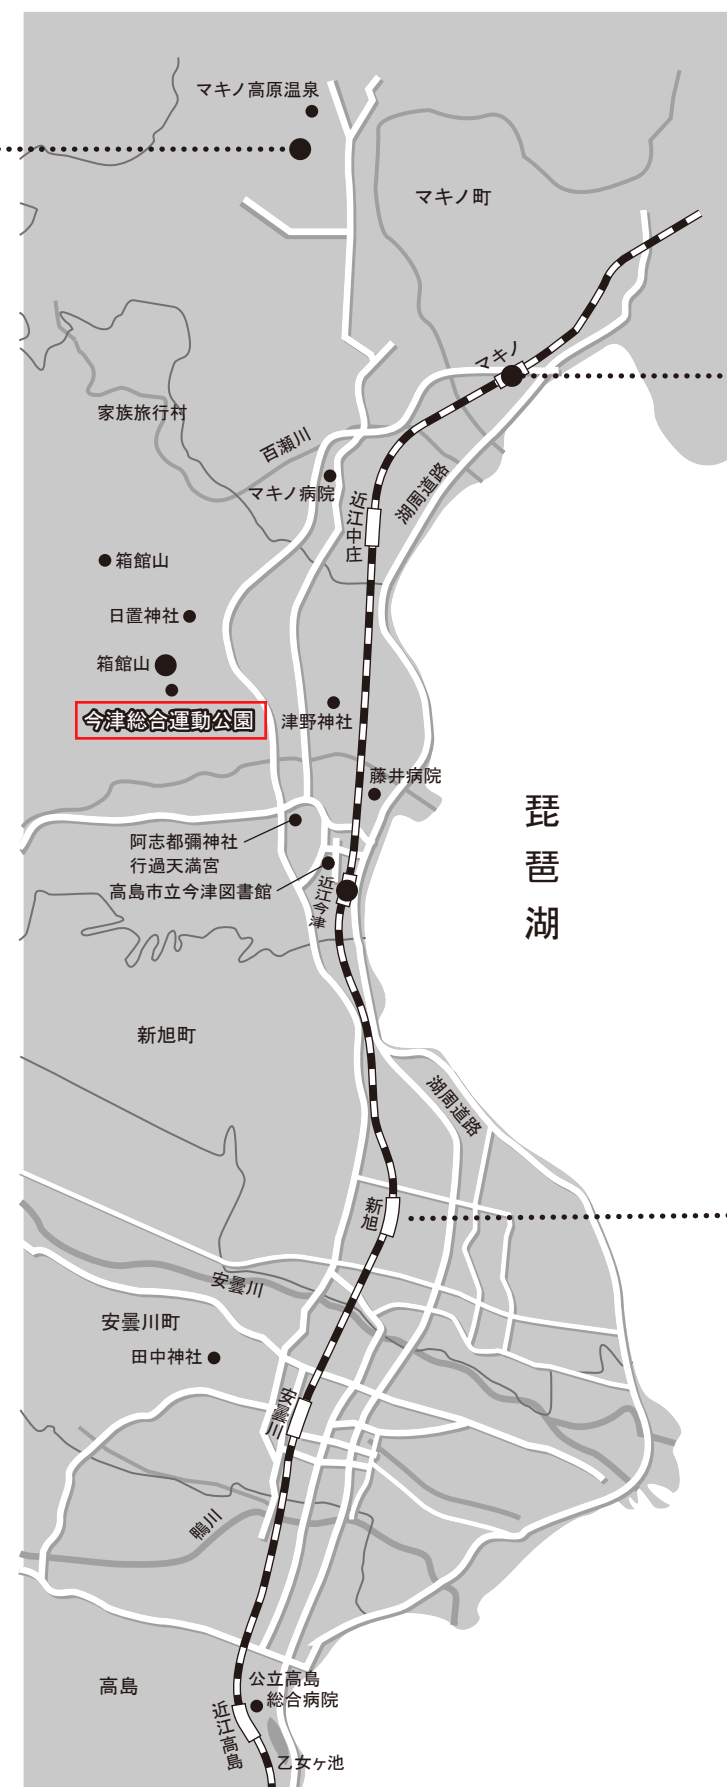 マキノ高原温泉
マキノ町
マキノ
家族旅行村
百瀬川
マキノ病院
湖周道路
近江中庄
箱館山
日置神社
箱館山
今津総合運動公園
津野神社
藤井病院
琵琶湖
阿志都彌神社
行過天満宮
高島市立今津図書館
近江今津
新旭町
湖周道路
新旭
安曇川
安曇川町
田中神社
安曇川
鴨川
高島
公立高島
総合病院
近江高島
乙女ヶ池